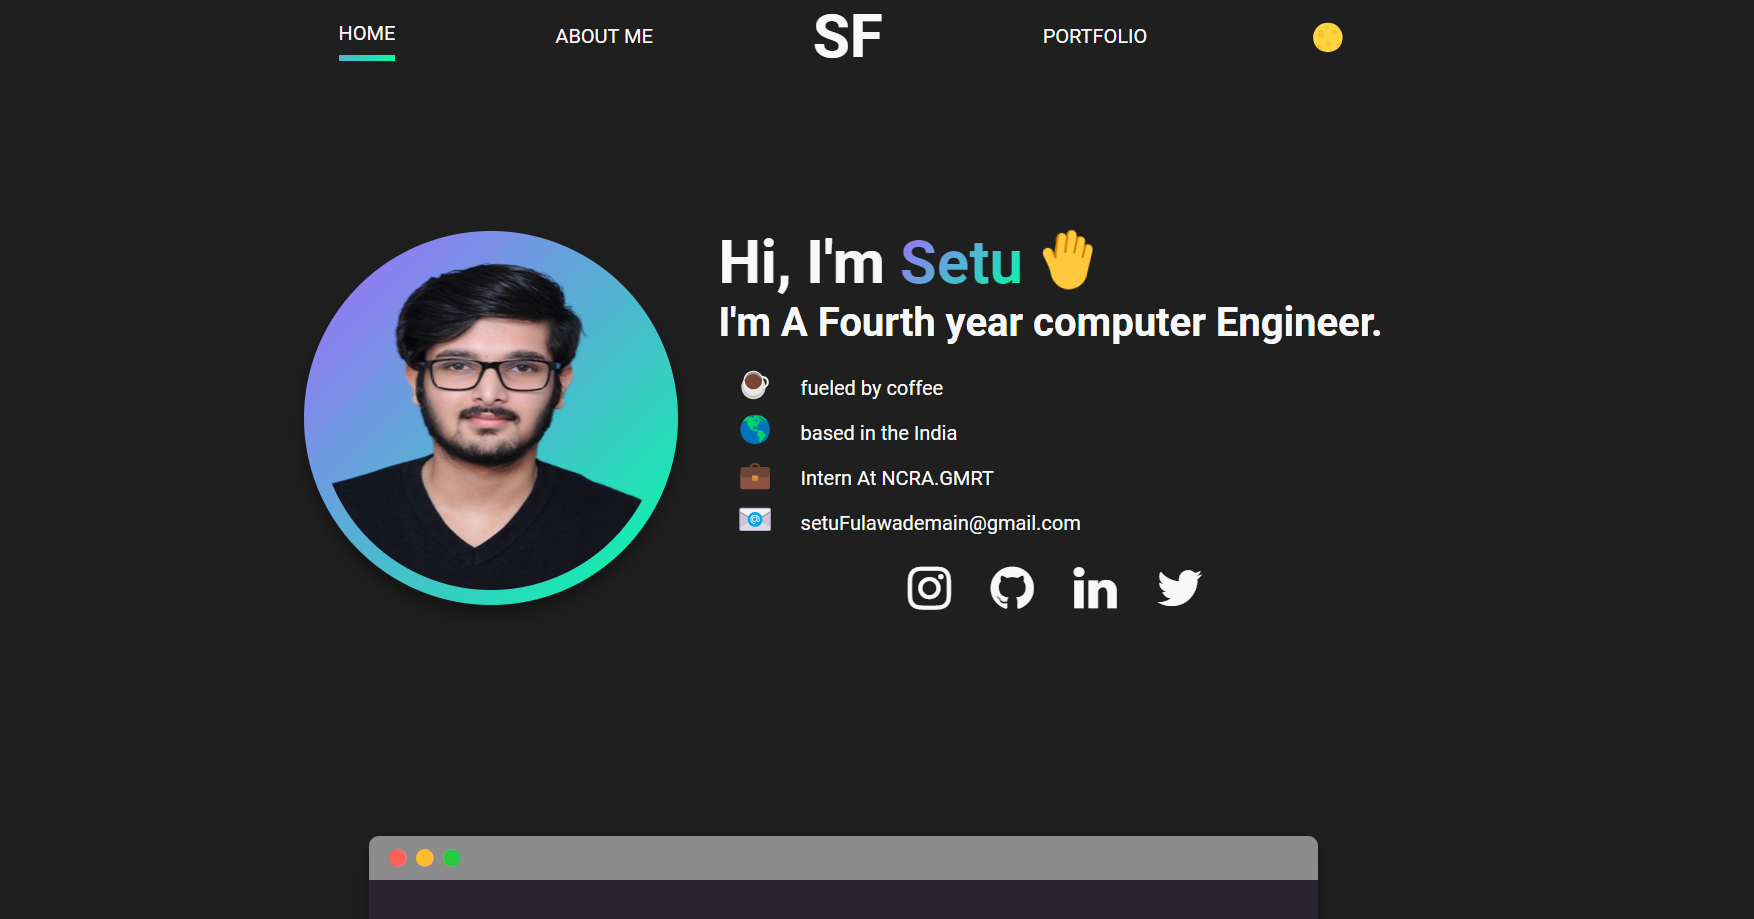 HOME
ABOUT ME
SF
PORTFOLIO
Hi, I'm Setu
I'm A Fourth year computer Engineer.
fueled by coffee
based in the India
Intern At NCRA.GMRT
setuFulawademain@gmail.com